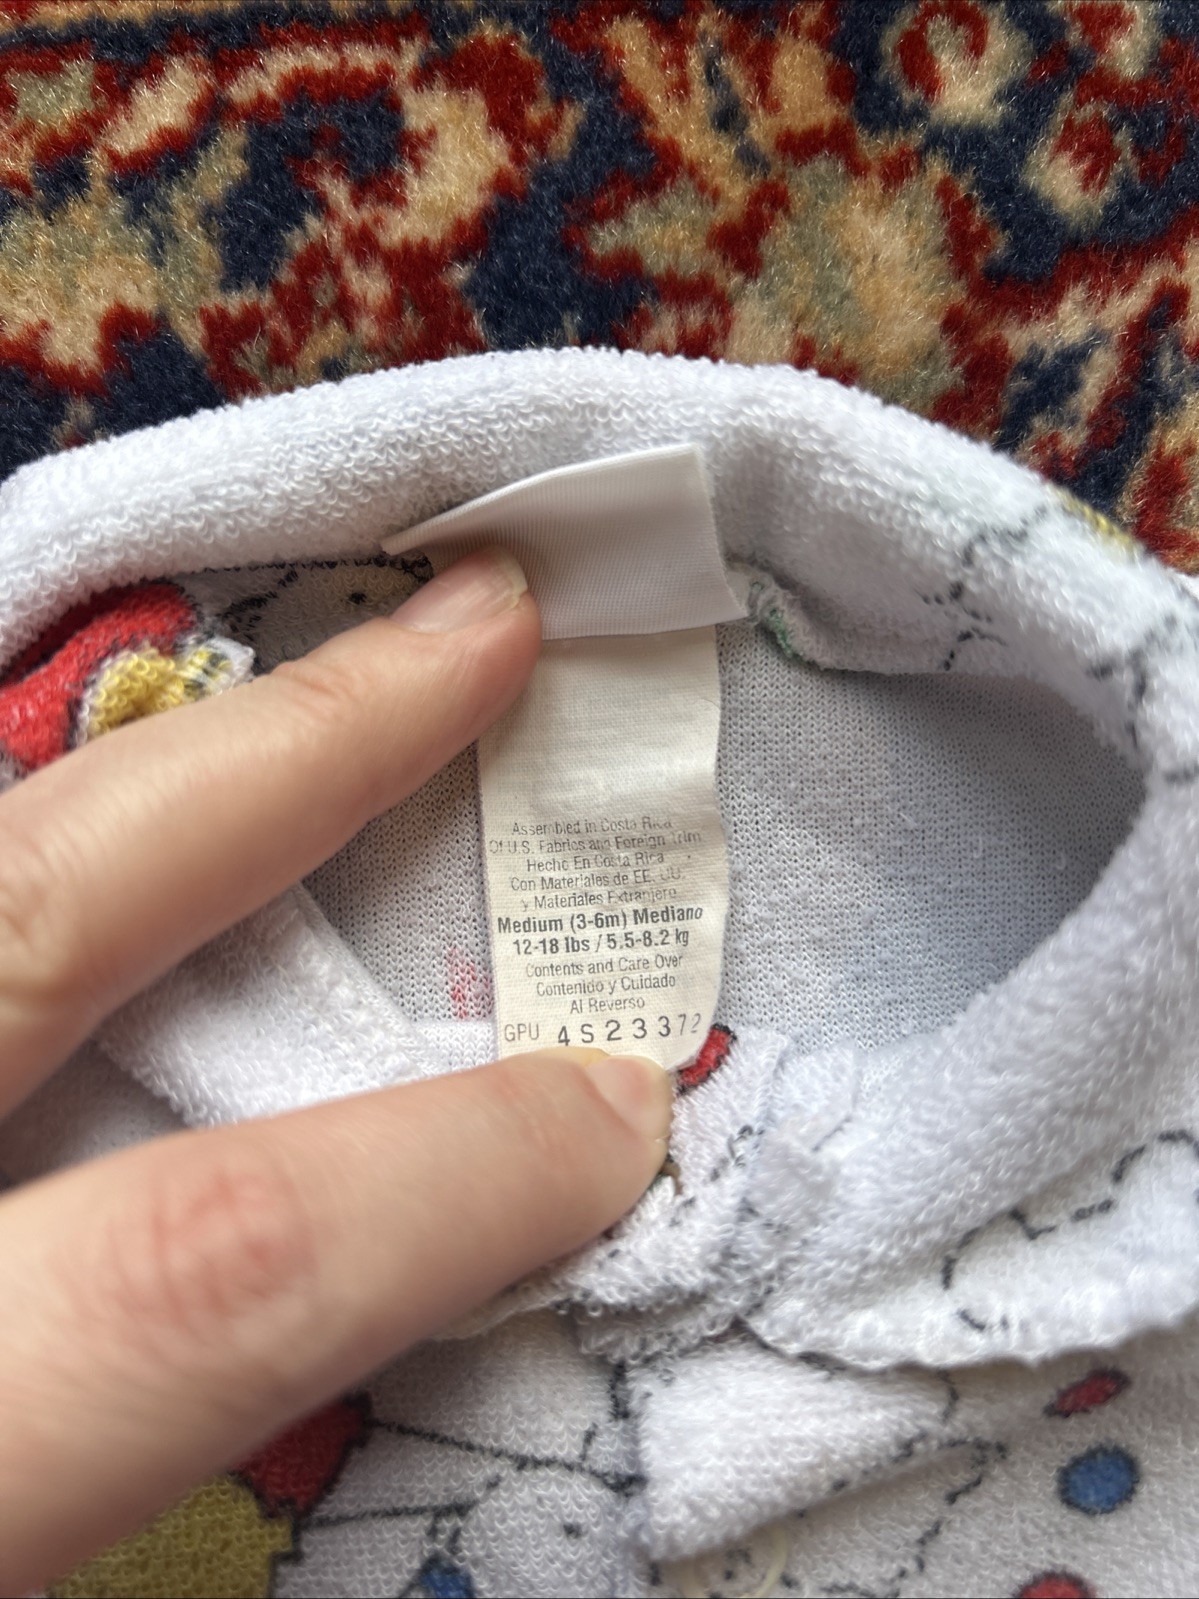 Assembled in Costa Rica
Of U.S. Fabrics and Foreign Trim
Hecho En Costa Rica
Con Materiales de EE. UU.
y Materiales Extranjero
Medium (3-6m) Mediano
12-18 lbs / 5.5-8.2 kg
Contents and Care Over
Contenido y Cuidado
Al Reverso
GPU 4S23372